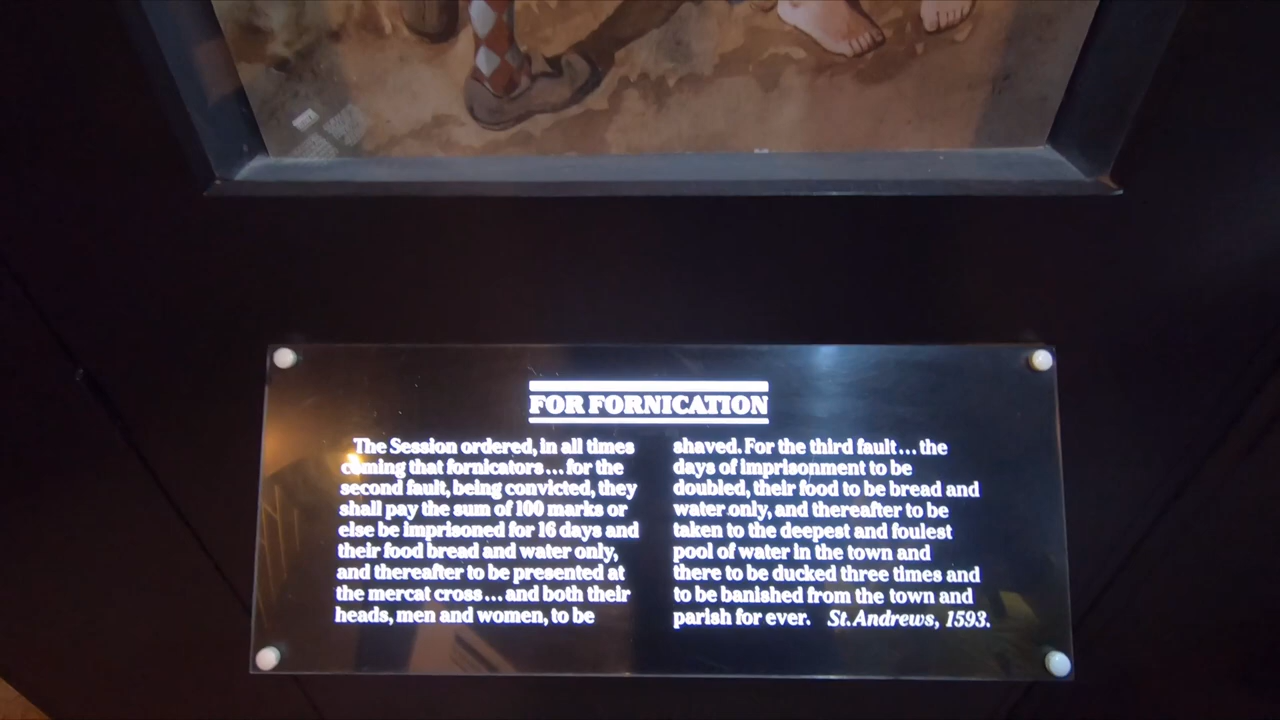 FOR FORNICATION
The Session ordered, in all times
coming that fornicators... for the
second fault, being convicted, they
shall pay the sum of 100 marks or
else be imprisoned for 16 days and
their food bread and water only,
and thereafter to be presented at
the mercat cross... and both their
heads, men and women, to be
shaved. For the third fault... the
days of imprisonment to be
doubled, their food to be bread and
water only, and thereafter to be
taken to the deepest and foulest
pool of water in the town and
there to be ducked three times and
to be banished from the town and
parish for ever. St. Andrews, 1593.